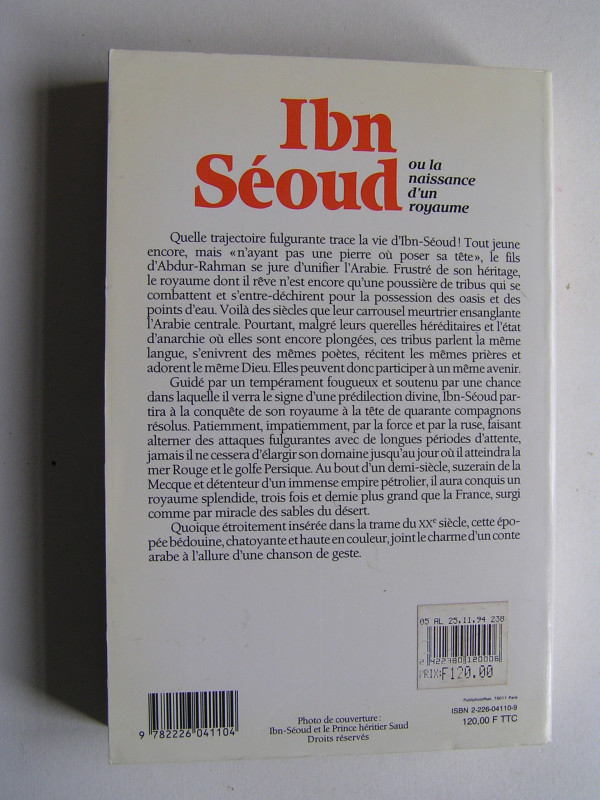 Ibn
Séoud
ou la
naissance
d'un
royaume
Quelle trajectoire fulgurante trace la vie d'Ibn-Séoud! Tout jeune
encore, mais «n'ayant pas une pierre où poser sa tête», le fils
d'Abdur-Rahman se jure d'unifier l'Arabie. Frustré de son héritage,
le royaume dont il rêve n'est encore qu'une poussière de tribus qui se
combattent et s'entre-déchirent pour la possession des oasis et des
points d'eau. Voilà des siècles que leur carrousel meurtrier ensanglante
l'Arabie centrale. Pourtant, malgré leurs querelles héréditaires et l'état
d'anarchie où elles sont encore plongées, ces tribus parlent la même
langue, s'enivrent des mêmes poètes, récitent les mêmes prières et
adorent le même Dieu. Elles peuvent donc participer à un même avenir.
Guidé par un tempérament fougueux et soutenu par une chance
dans laquelle il verra le signe d'une prédilection divine, Ibn-Séoud par-
tira à la conquête de son royaume à la tête de quarante compagnons
résolus. Patiemment, impatiemment, par la force et par la ruse, faisant
alterner des attaques fulgurantes avec de longues périodes d'attente,
jamais il ne cessera d'élargir son domaine jusqu'au jour où il atteindra la
mer Rouge et le golfe Persique. Au bout d'un demi-siècle, suzerain de la
Mecque et détenteur d'un immense empire pétrolier, il aura conquis un
royaume splendide, trois fois et demie plus grand que la France, surgi
comme par miracle des sables du désert.
Quoique étroitement insérée dans la trame du XXe siècle, cette épo-
pée bédouine, chatoyante et haute en couleur, joint le charme d'un conte
arabe à l'allure d'une chanson de geste.
05 AL 25.11.94 238
2 422380 120006
PRIX:F120.00
ISBN 2-226-04110-9
120,00 F TTC
9 782226 041104
Photo de couverture:
Ibn-Séoud et le Prince héritier Saud
Droits réservés